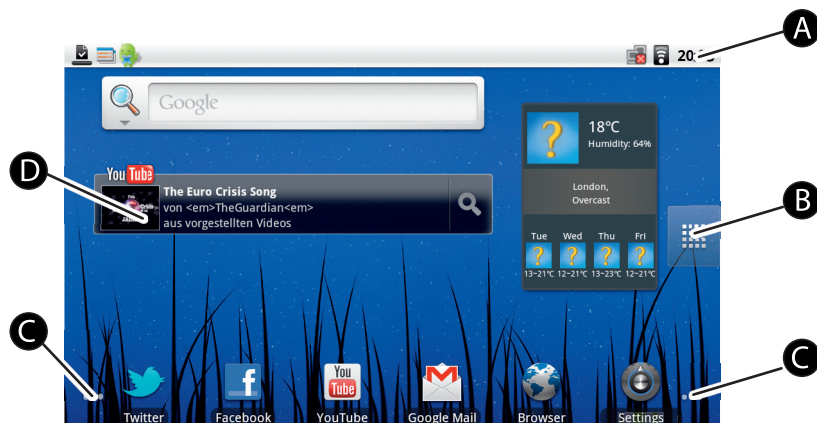 A
Google
18°C
Humidity: 64%
You Tube
D
The Euro Crisis Song
von <em>TheGuardian<em>
aus vorgestellten Videos
London,
Overcast
B
Tue Wed Thu Fri
13~21°C 12~21°C 13~23°C 12~21°C
C
C
You Tube
Twitter Facebook YouTube Google Mail Browser Settings